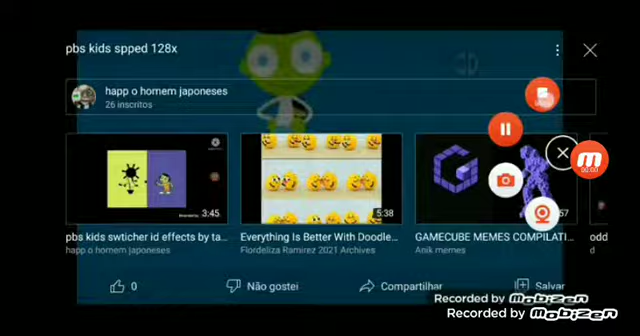 pbs kids spped 128x
happ o homem japoneses
26 inscritos
3:45
5:38
57
pbs kids swticher id effects by ta...
Everything Is Better With Doodle...
GAMECUBE MEMES COMPILATI...
odd
happ o homem japoneses
Flordeliza Ramirez 2021 Archives
Anik memes
d
0
Não gostei
Compartilhar
Salvar
00:00
Recorded by Mobizen
Recorded by Mobizen